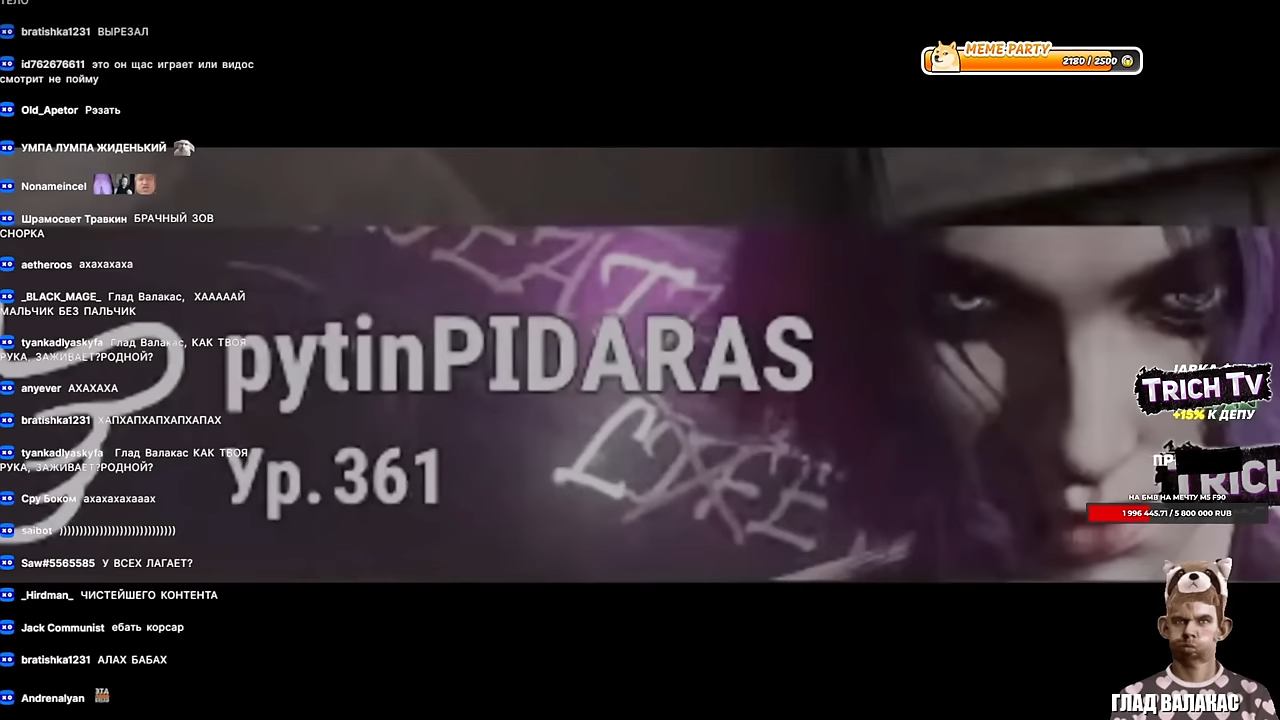 ТЕЛО
bratishka1231 ВЫРЕЗАЛ
id762676611 это он щас играет или видос
смотрит не пойму
Old_Apetor Рэзать
УМПА ЛУМПА ЖИДЕНЬКИЙ
Nonameincel
Шрамосвет Травкин БРАЧНЫЙ ЗОВ
СНОРКА
aetheroos ахахахаха
_BLACK_MAGE_ Глад Валакас, ХАААААЙ
МАЛЬЧИК БЕЗ ПАЛЬЧИК
tyankadlyaskyfa Глад Валакас, КАК ТВОЯ
РУКА, ЗАЖИВАЕТ?РОДНОЙ?
anyever АХАХАХА
bratishka1231 ХАПХАПХАПХАПХАПАХ
tyankadlyaskyfa Глад Валакас КАК ТВОЯ
РУКА, ЗАЖИВАЕТ?РОДНОЙ?
Сру Боком ахахахахаaах
saibot ))))))))))))))))))))))))))))))
Saw#5565585 У ВСЕХ ЛАГАЕТ?
_Hirdman_ ЧИСТЕЙШЕГО КОНТЕНТА
Jack Communist ебать корсар
bratishka1231 АЛАХ БАБАХ
Andrenalyan
MEME PARTY
2180 / 2500
pytinPIDARAS
Ур. 361
TRICH TV
+15% К ДЕПУ
TRICH
НА БМВ НА МЕЧТУ M5 F90
1 996 445.71 / 5 800 000 RUB
ГЛАД ВАЛАКАС